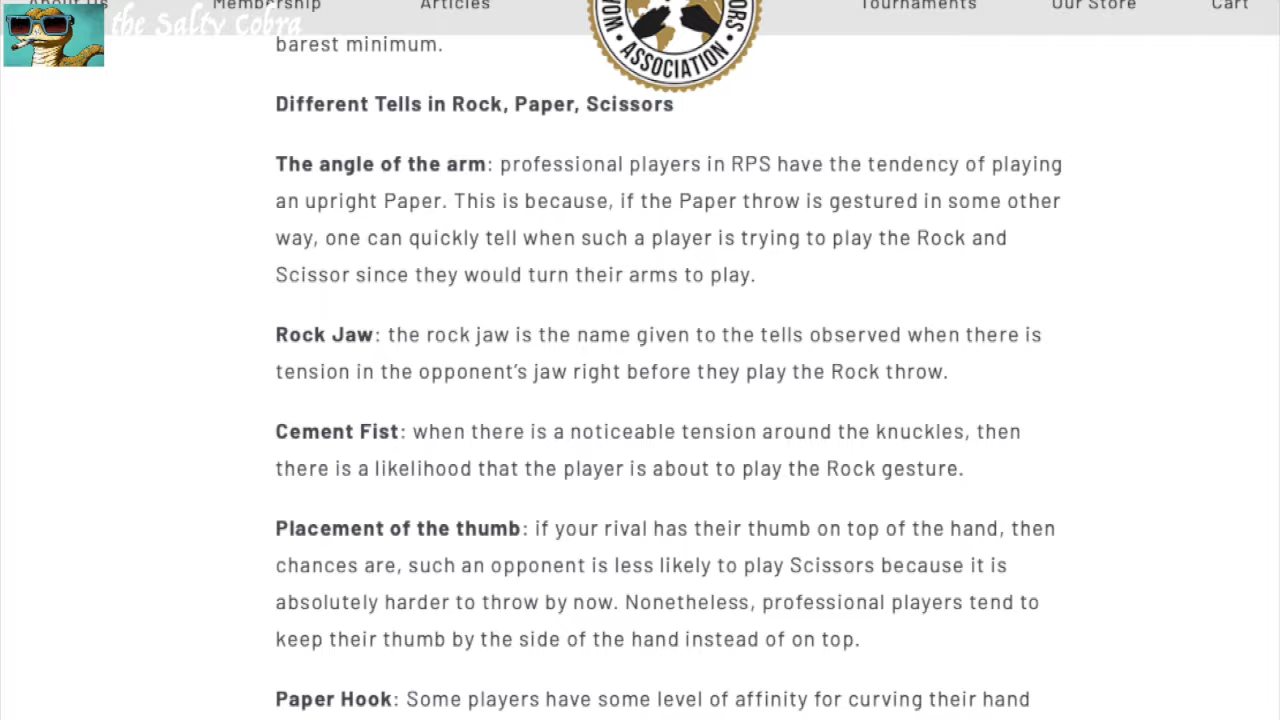 About Us Membership Articles Tournaments Our Store Cart
the Salty Cobra
ASSOCIATION
barest minimum.
Different Tells in Rock, Paper, Scissors
The angle of the arm: professional players in RPS have the tendency of playing
an upright Paper. This is because, if the Paper throw is gestured in some other
way, one can quickly tell when such a player is trying to play the Rock and
Scissor since they would turn their arms to play.
Rock Jaw: the rock jaw is the name given to the tells observed when there is
tension in the opponent’s jaw right before they play the Rock throw.
Cement Fist: when there is a noticeable tension around the knuckles, then
there is a likelihood that the player is about to play the Rock gesture.
Placement of the thumb: if your rival has their thumb on top of the hand, then
chances are, such an opponent is less likely to play Scissors because it is
absolutely harder to throw by now. Nonetheless, professional players tend to
keep their thumb by the side of the hand instead of on top.
Paper Hook: Some players have some level of affinity for curving their hand